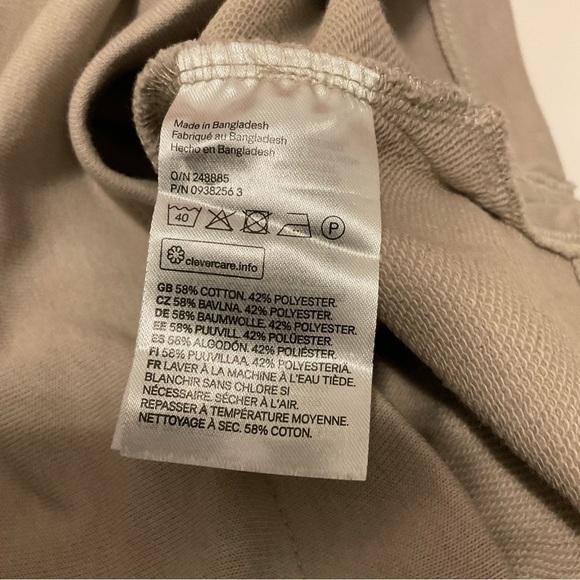 Made in Bangladesh
Fabriqué au Bangladesh
Hecho en Bangladesh
O/N 248885
P/N 0938256 3
40 P
clevercare.info
GB 58% COTTON. 42% POLYESTER.
CZ 58% BAVLNA. 42% POLYESTER.
DE 58% BAUMWOLLE. 42% POLYESTER.
EE 58% PUUVILL. 42% POLÜESTER.
ES 58% ALGODÓN. 42% POLIÉSTER.
FI 58% PUUVILLAA. 42% POLYESTERIA.
FR LAVER À LA MACHINE À L'EAU TIÈDE.
BLANCHIR SANS CHLORE SI
NÉCESSAIRE. SÉCHER À L'AIR.
REPASSER À TEMPÉRATURE MOYENNE.
NETTOYAGE À SEC. 58% COTON.